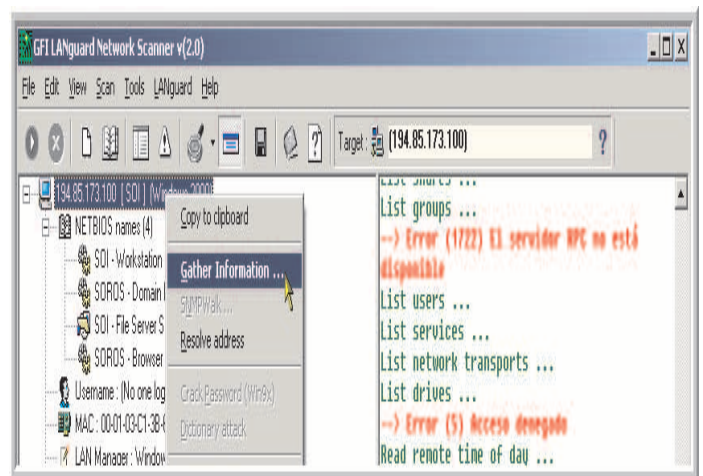 GFI LANguard Network Scanner v(2.0)
File Edit View Scan Tools LANguard Help
Target: (194.85.173.100)
194.85.173.100 [ SOI ] (Windows 2000)
NETBIOS names (4)
SOI - Workstation
SOROS - Domain
SOI - File Server S
SOROS - Browser
Username : (No one log
MAC : 00-01-03-C1-3B-
LAN Manager : Window
Copy to clipboard
Gather Information ...
SNMPWalk ...
Resolve address
Crack Password (Win9x)
Dictionary attack
List shares ...
List groups ...
--> Error (1722) El servidor RPC no está
disponible
List users ...
List services ...
List network transports ...
List drives ...
--> Error (5) Acceso denegado
Read remote time of day ...